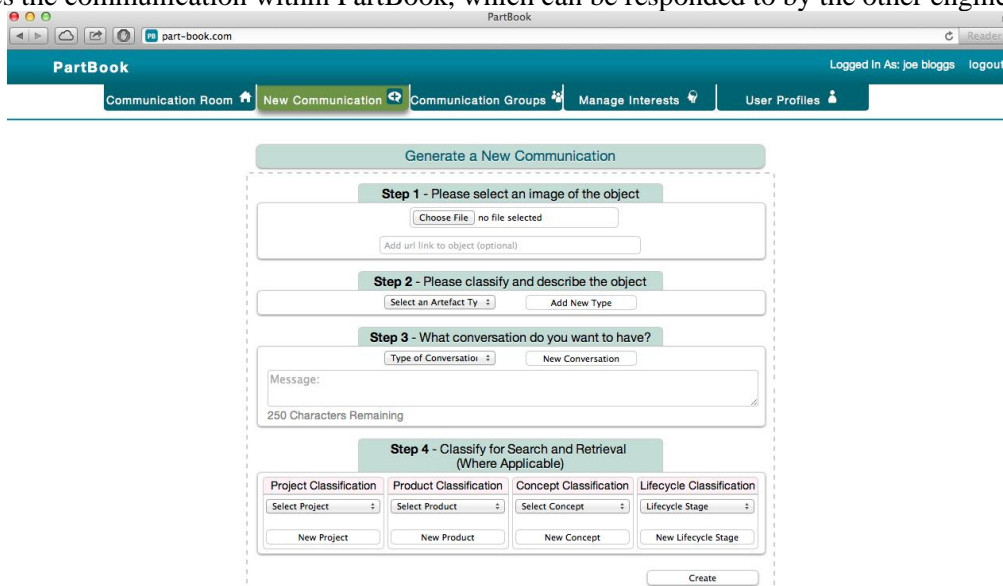 es the communication within PartBook, which can be responded to by the other engine
PartBook
part-book.com
Reader
PartBook
Logged In As: joe bloggs logout
Communication Room New Communication Communication Groups Manage Interests User Profiles
Generate a New Communication
Step 1 - Please select an image of the object
Choose File no file selected
Add url link to object (optional)
Step 2 - Please classify and describe the object
Select an Artefact Ty Add New Type
Step 3 - What conversation do you want to have?
Type of Conversation New Conversation
Message:
250 Characters Remaining
Step 4 - Classify for Search and Retrieval
(Where Applicable)
Project Classification Product Classification Concept Classification Lifecycle Classification
Select Project Select Product Select Concept Lifecycle Stage
New Project New Product New Concept New Lifecycle Stage
Create